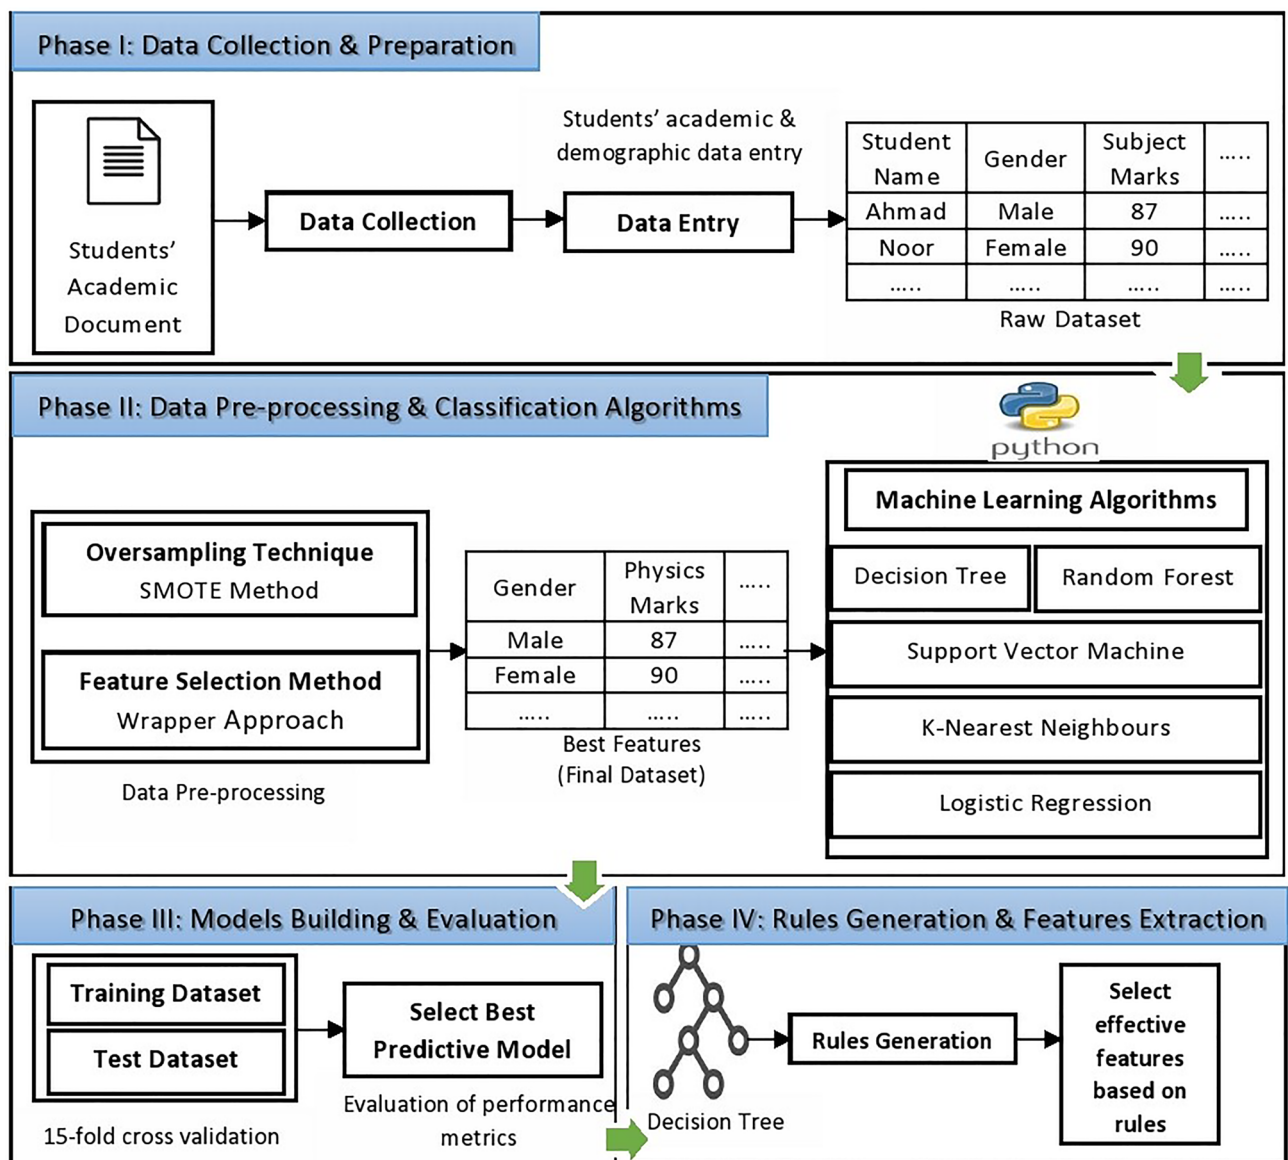 Phase I: Data Collection & Preparation
Students'
Academic
Document
Data Collection
Students' academic &
demographic data entry
Data Entry
Student Name Gender Subject Marks .....
Ahmad Male 87 .....
Noor Female 90 .....
..... ..... ..... .....
Raw Dataset
Phase II: Data Pre-processing & Classification Algorithms
Oversampling Technique
SMOTE Method
Feature Selection Method
Wrapper Approach
Data Pre-processing
Gender Physics Marks .....
Male 87 .....
Female 90 .....
..... ..... .....
Best Features
(Final Dataset)
python
Machine Learning Algorithms
Decision Tree
Random Forest
Support Vector Machine
K-Nearest Neighbours
Logistic Regression
Phase III: Models Building & Evaluation
Training Dataset
Test Dataset
15-fold cross validation
Select Best
Predictive Model
Evaluation of performance
metrics
Phase IV: Rules Generation & Features Extraction
Decision Tree
Rules Generation
Select
effective
features
based on
rules